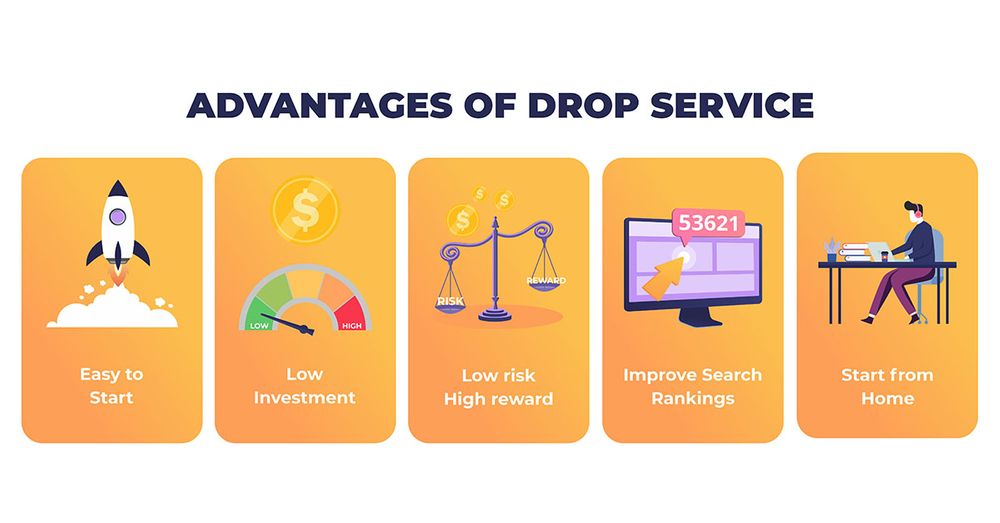 ADVANTAGES OF DROP SERVICE
Easy to
Start
$
LOW
HIGH
Low
Investment
$
$
$
RISK
REWARD
Low risk
High reward
53621
Improve Search
Rankings
Start from
Home